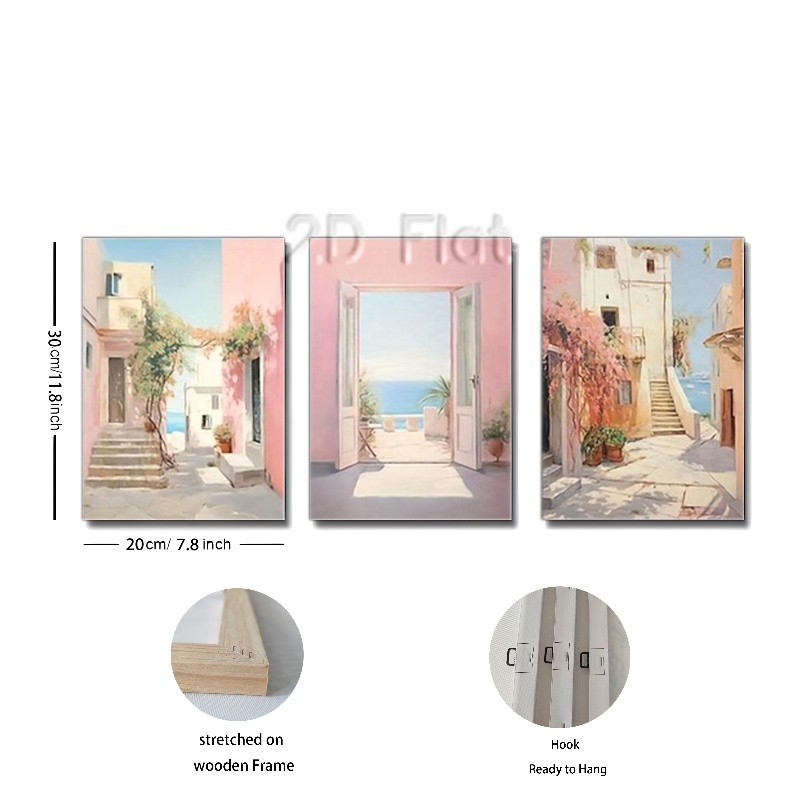 2D Flat
30cm/11.8inch
20cm/ 7.8 inch
stretched on
wooden Frame
Hook
Ready to Hang